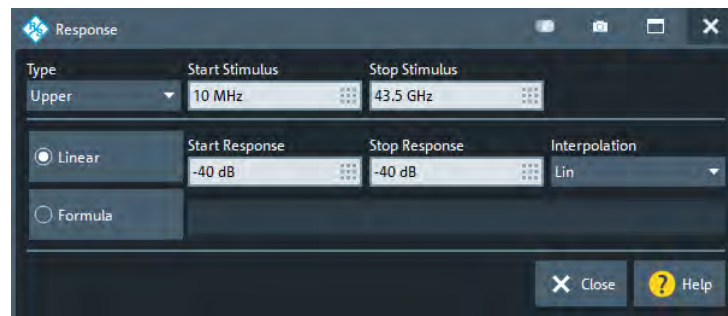 Response
Type Start Stimulus Stop Stimulus
Upper 10 MHz 43.5 GHz
Linear Start Response Stop Response Interpolation
-40 dB -40 dB Lin
Formula
Close ? Help